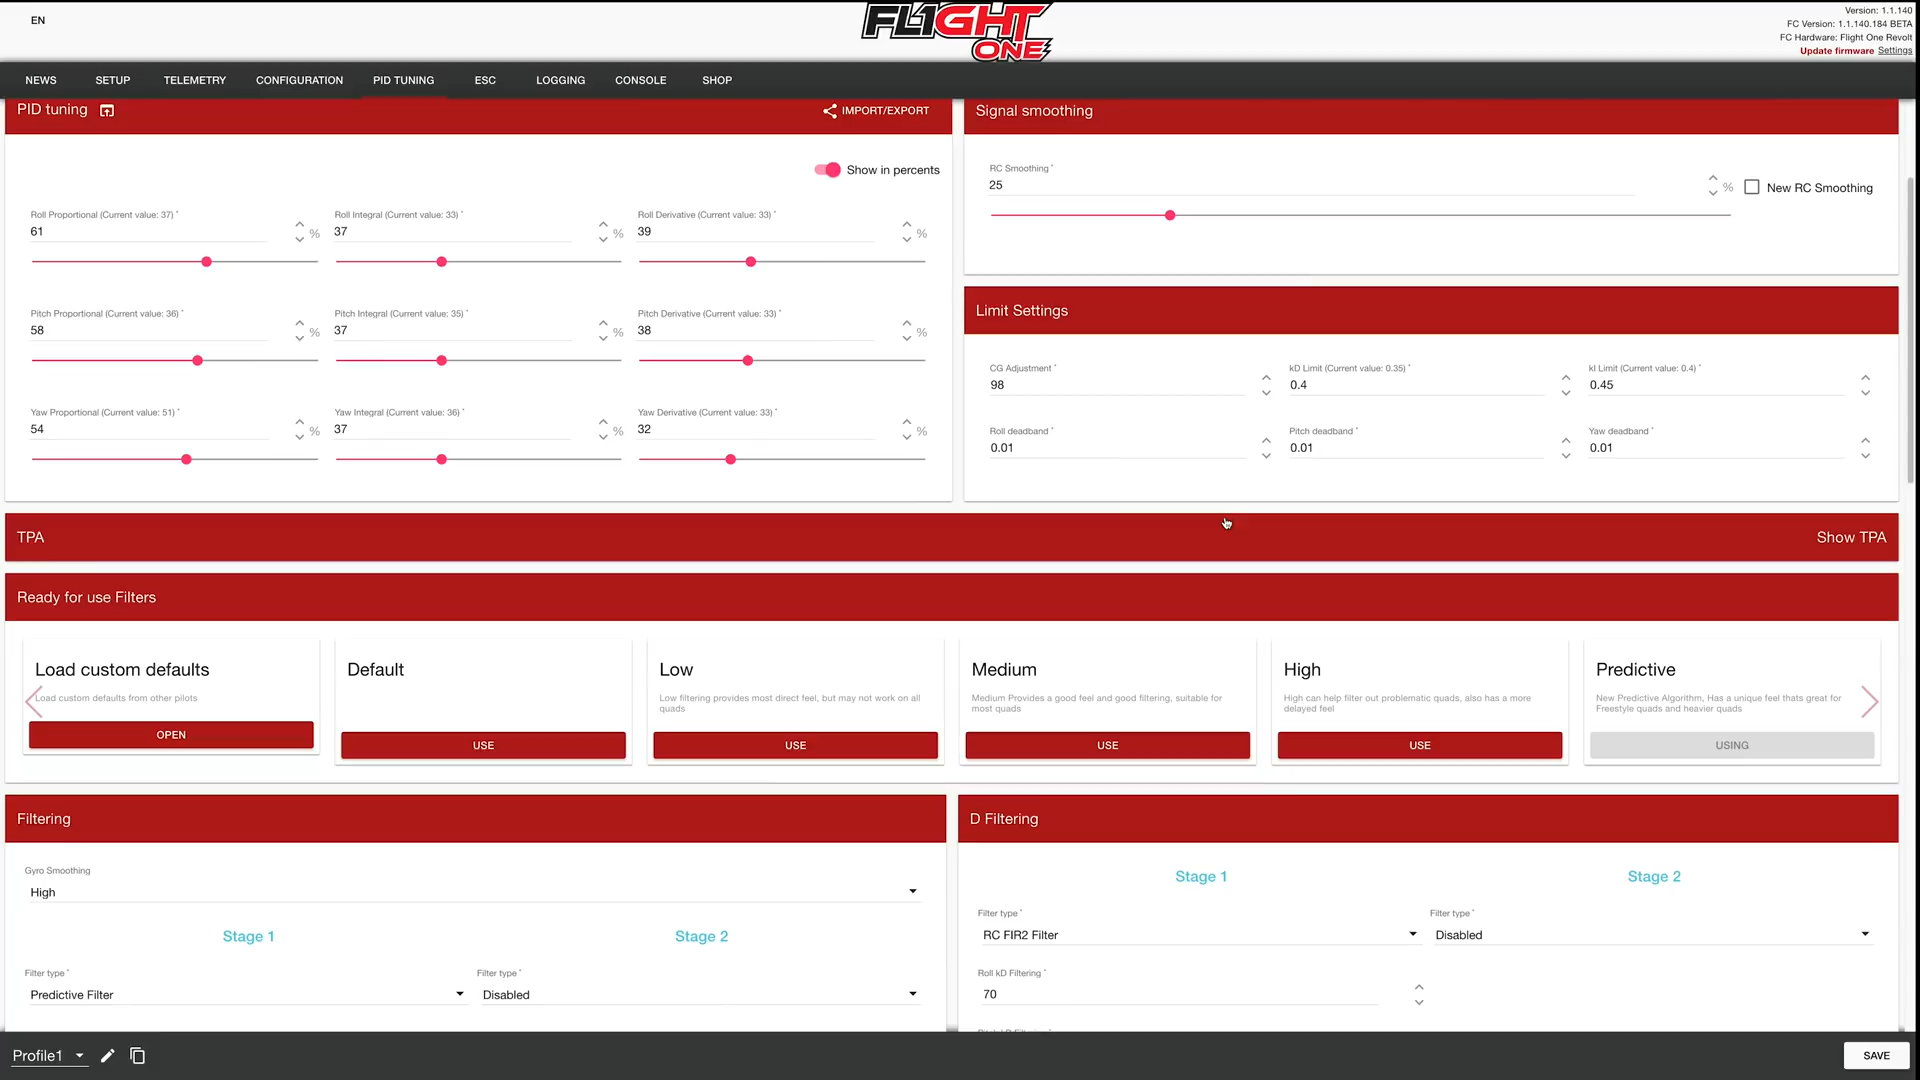 EN
FL1GHT
ONE
Version: 1.1.140
FC Version: 1.1.140.184 BETA
FC Hardware: Flight One Revolt
Update firmware Settings
NEWS SETUP TELEMETRY CONFIGURATION PID TUNING ESC LOGGING CONSOLE SHOP
PID tuning
IMPORT/EXPORT
Show in percents
Roll Proportional (Current value: 37) *
61 %
Roll Integral (Current value: 33) *
37 %
Roll Derivative (Current value: 33) *
39 %
Pitch Proportional (Current value: 36) *
58 %
Pitch Integral (Current value: 35) *
37 %
Pitch Derivative (Current value: 33) *
38 %
Yaw Proportional (Current value: 51) *
54 %
Yaw Integral (Current value: 36) *
37 %
Yaw Derivative (Current value: 33) *
32 %
Signal smoothing
RC Smoothing *
25 %
New RC Smoothing
Limit Settings
CG Adjustment *
98
kD Limit (Current value: 0.35) *
0.4
kI Limit (Current value: 0.4) *
0.45
Roll deadband *
0.01
Pitch deadband *
0.01
Yaw deadband *
0.01
TPA
Show TPA
Ready for use Filters
Load custom defaults
Load custom defaults from other pilots
OPEN
Default
USE
Low
Low filtering provides most direct feel, but may not work on all
quads
USE
Medium
Medium Provides a good feel and good filtering, suitable for
most quads
USE
High
High can help filter out problematic quads, also has a more
delayed feel
USE
Predictive
New Predictive Algorithm, Has a unique feel thats great for
Freestyle quads and heavier quads
USING
Filtering
Gyro Smoothing
High
Stage 1
Stage 2
Filter type *
Predictive Filter
Filter type *
Disabled
D Filtering
Stage 1
Stage 2
Filter type *
RC FIR2 Filter
Filter type *
Disabled
Roll kD Filtering *
70
Profile1
SAVE